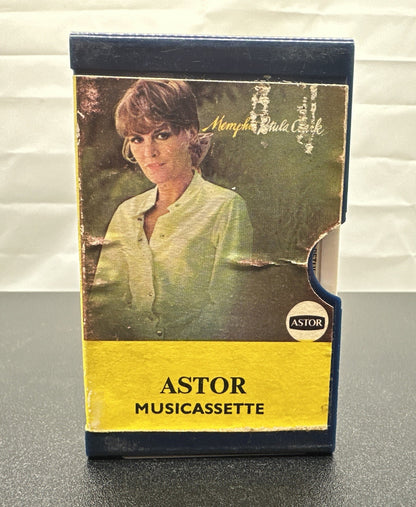 Memphis Petula Clark
ASTOR
ASTOR
MUSICASSETTE